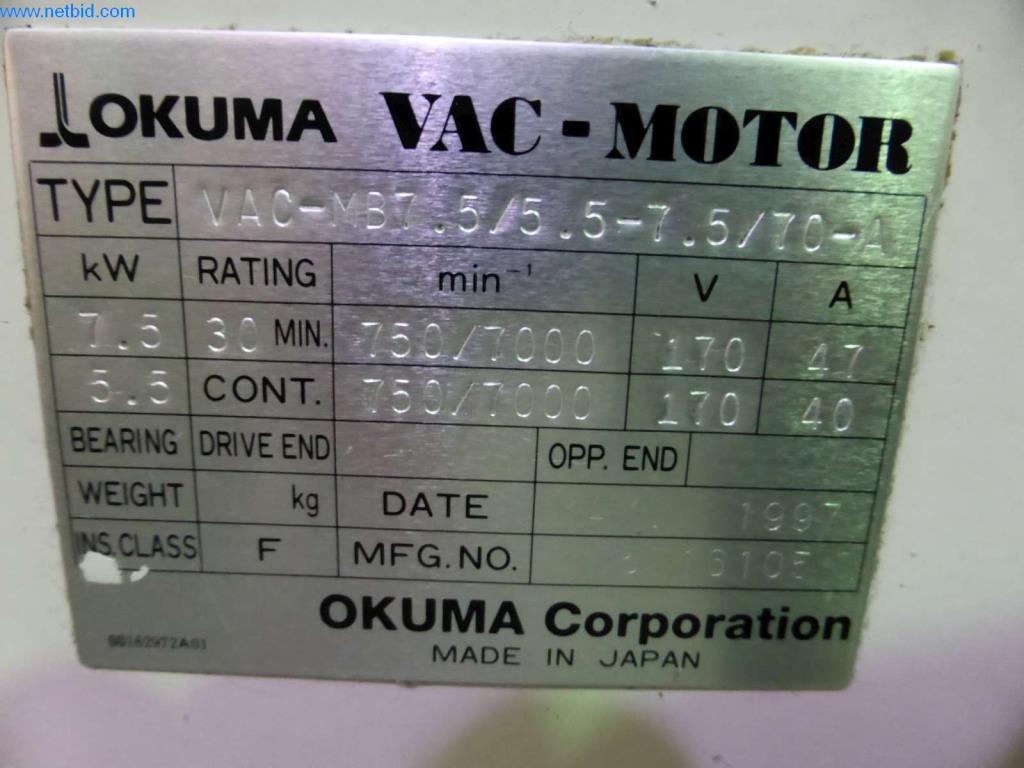 www.netbid.com
OKUMA VAC-MOTOR
TYPE VAC-MB7.5/5.5-7.5/70-A
kW RATING min⁻¹ V A
7.5 30 MIN. 750/7000 170 47
5.5 CONT. 750/7000 170 40
BEARING DRIVE END OPP. END
WEIGHT kg DATE 1997
INS.CLASS F MFG.NO.
OKUMA Corporation
MADE IN JAPAN